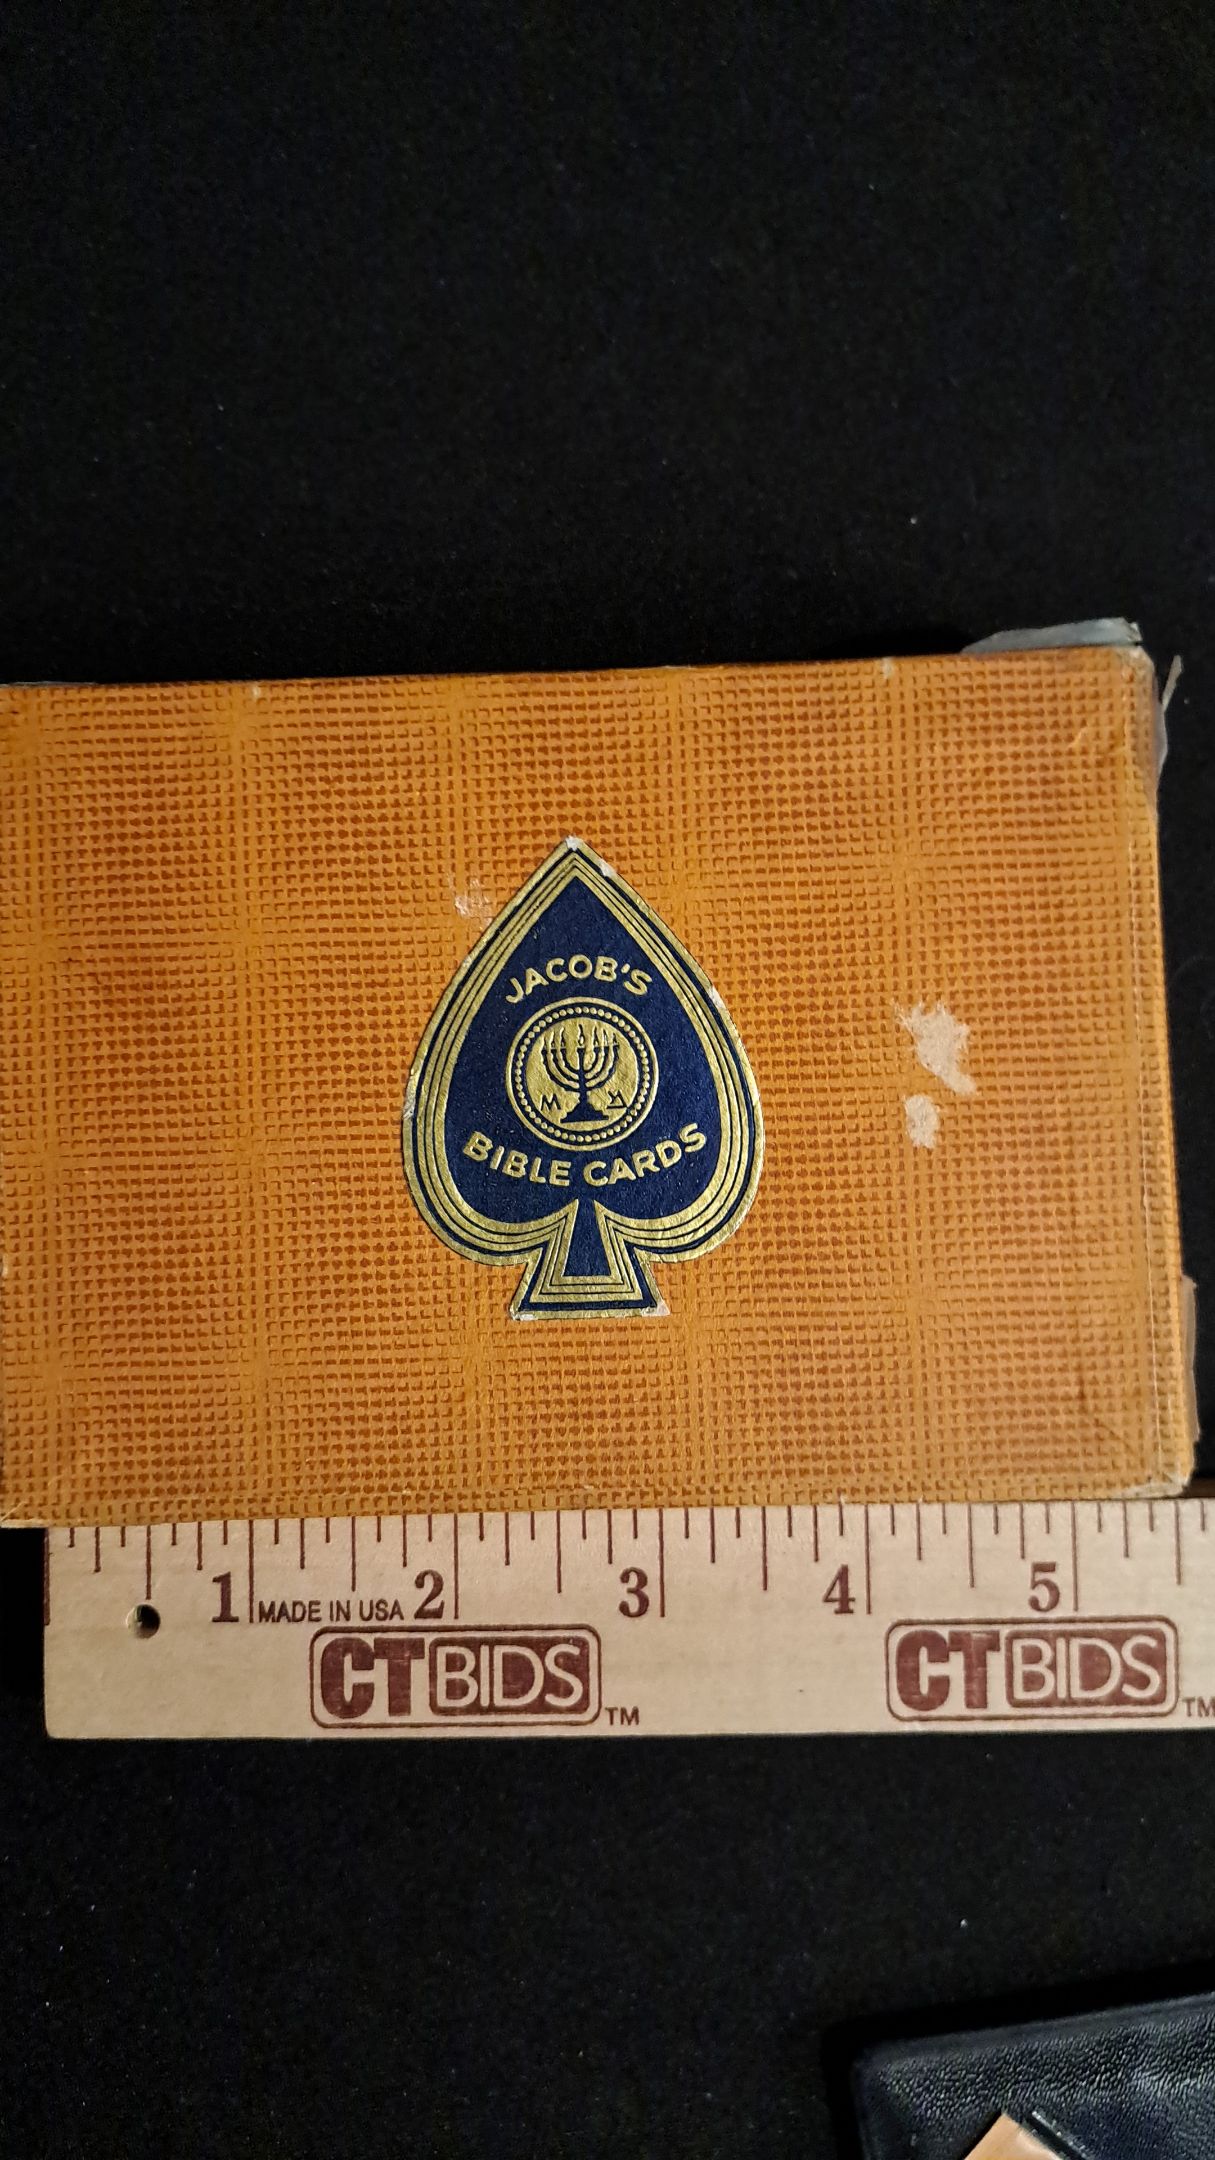 JACOB'S
M M
BIBLE CARDS
1 2 3 4 5
MADE IN USA
CTBIDS™ CTBIDS™